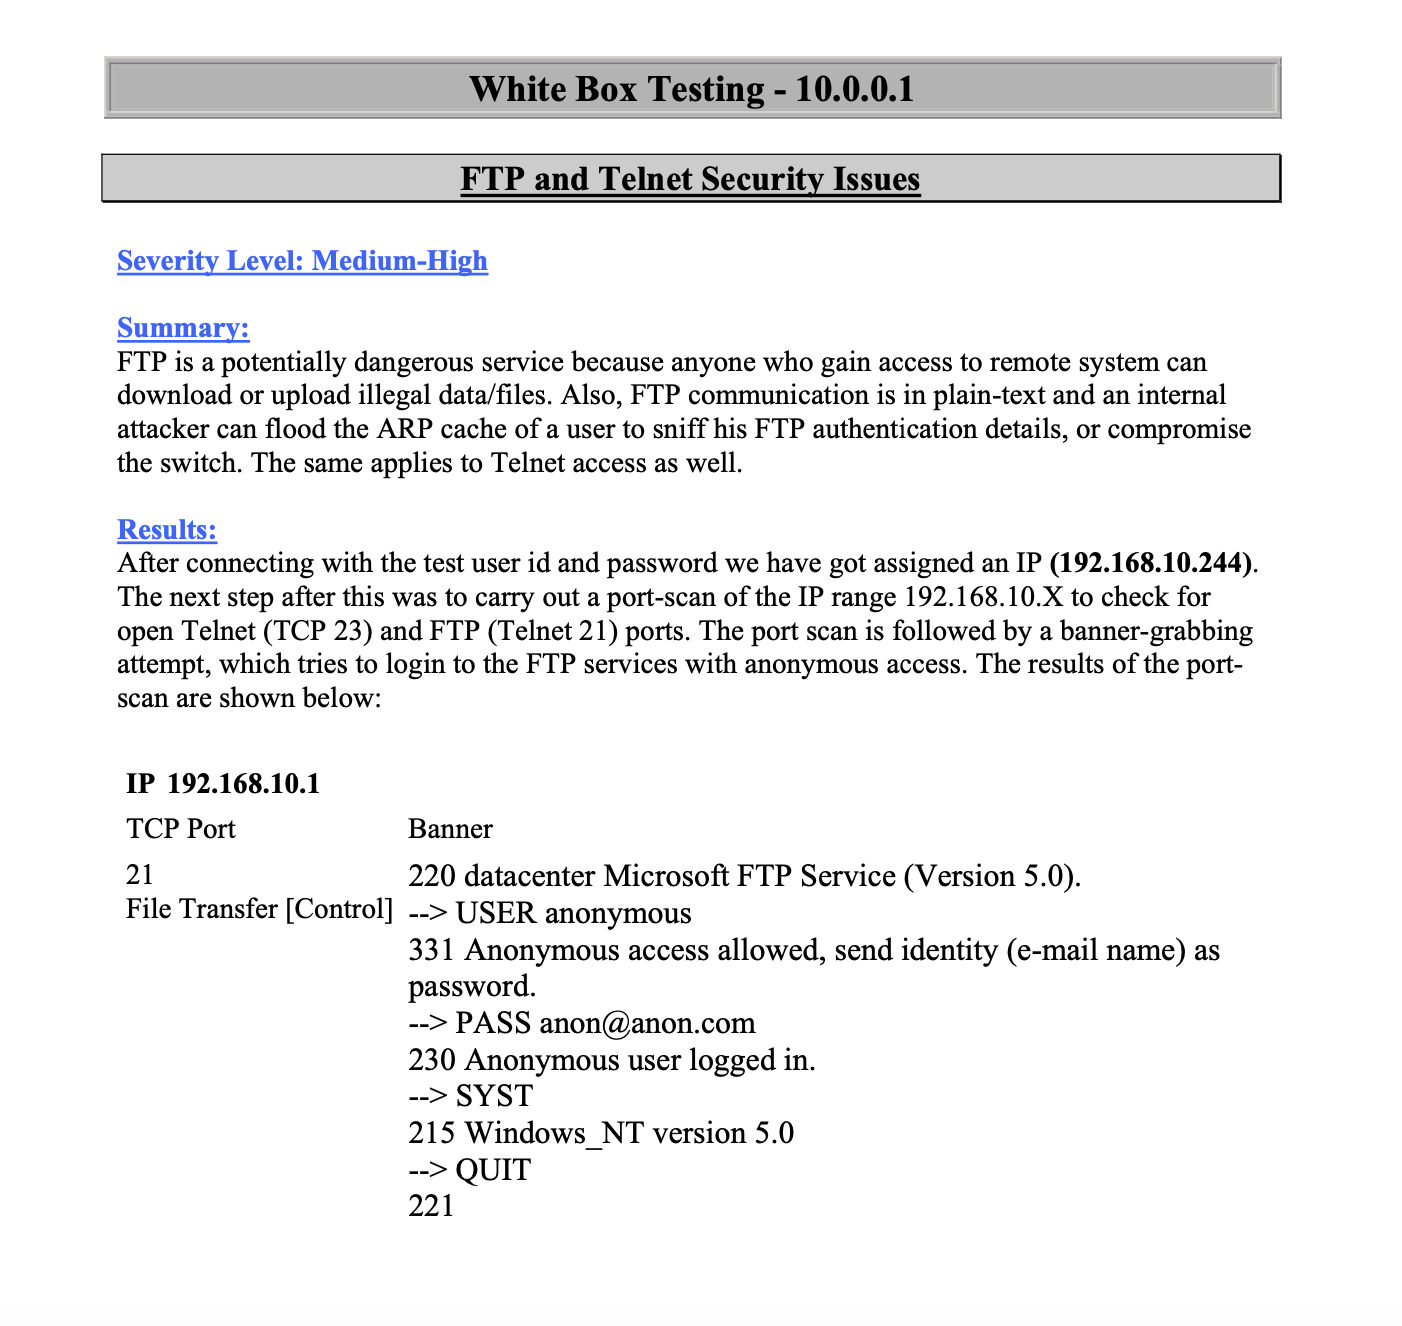 White Box Testing - 10.0.0.1
FTP and Telnet Security Issues
Severity Level: Medium-High
Summary:
FTP is a potentially dangerous service because anyone who gain access to remote system can
download or upload illegal data/files. Also, FTP communication is in plain-text and an internal
attacker can flood the ARP cache of a user to sniff his FTP authentication details, or compromise
the switch. The same applies to Telnet access as well.
Results:
After connecting with the test user id and password we have got assigned an IP (192.168.10.244).
The next step after this was to carry out a port-scan of the IP range 192.168.10.X to check for
open Telnet (TCP 23) and FTP (Telnet 21) ports. The port scan is followed by a banner-grabbing
attempt, which tries to login to the FTP services with anonymous access. The results of the port-
scan are shown below:
IP 192.168.10.1
TCP Port Banner
21 220 datacenter Microsoft FTP Service (Version 5.0).
File Transfer [Control] --> USER anonymous
331 Anonymous access allowed, send identity (e-mail name) as
password.
--> PASS anon@anon.com
230 Anonymous user logged in.
--> SYST
215 Windows_NT version 5.0
--> QUIT
221